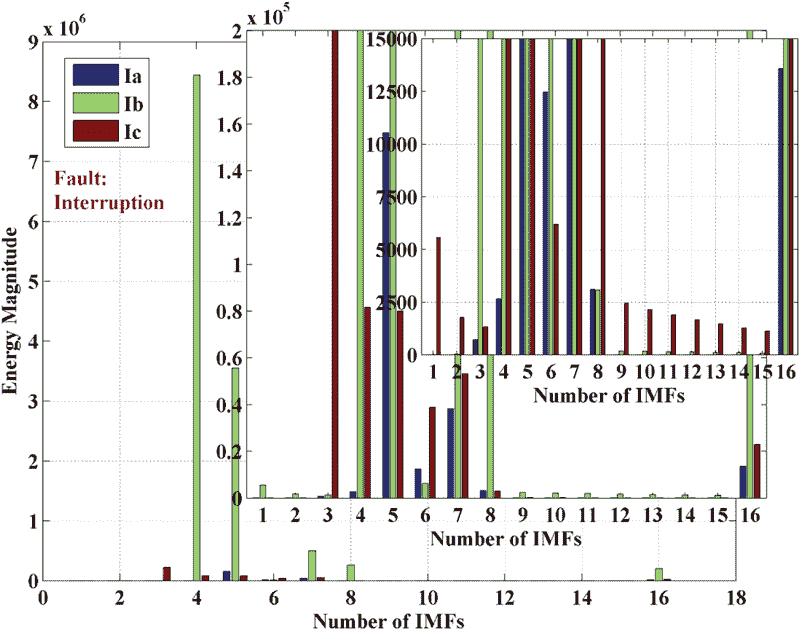 x 10^6
9
8
7
6
5
4
3
2
1
0
Energy Magnitude
Ia
Ib
Ic
Fault:
Interruption
0 2 4 6 8 10 12 14 16 18
Number of IMFs
x 10^5
2
1.8
1.6
1.4
1.2
1
0.8
0.6
0.4
0.2
0
1 2 3 4 5 6 7 8 9 10 11 12 13 14 15 16
Number of IMFs
15000
12500
10000
7500
5000
2500
0
1 2 3 4 5 6 7 8 9 10 11 12 13 14 15 16
Number of IMFs